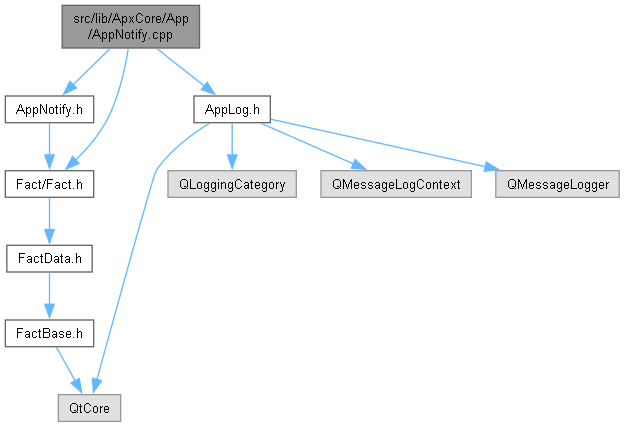 src/lib/ApxCore/App
/AppNotify.cpp
AppNotify.h
AppLog.h
Fact/Fact.h
QLoggingCategory
QMessageLogContext
QMessageLogger
FactData.h
FactBase.h
QtCore